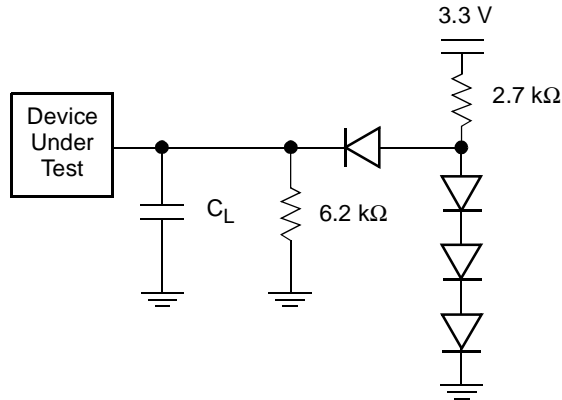 3.3 V
2.7 kΩ
Device
Under
Test
C_L
6.2 kΩ